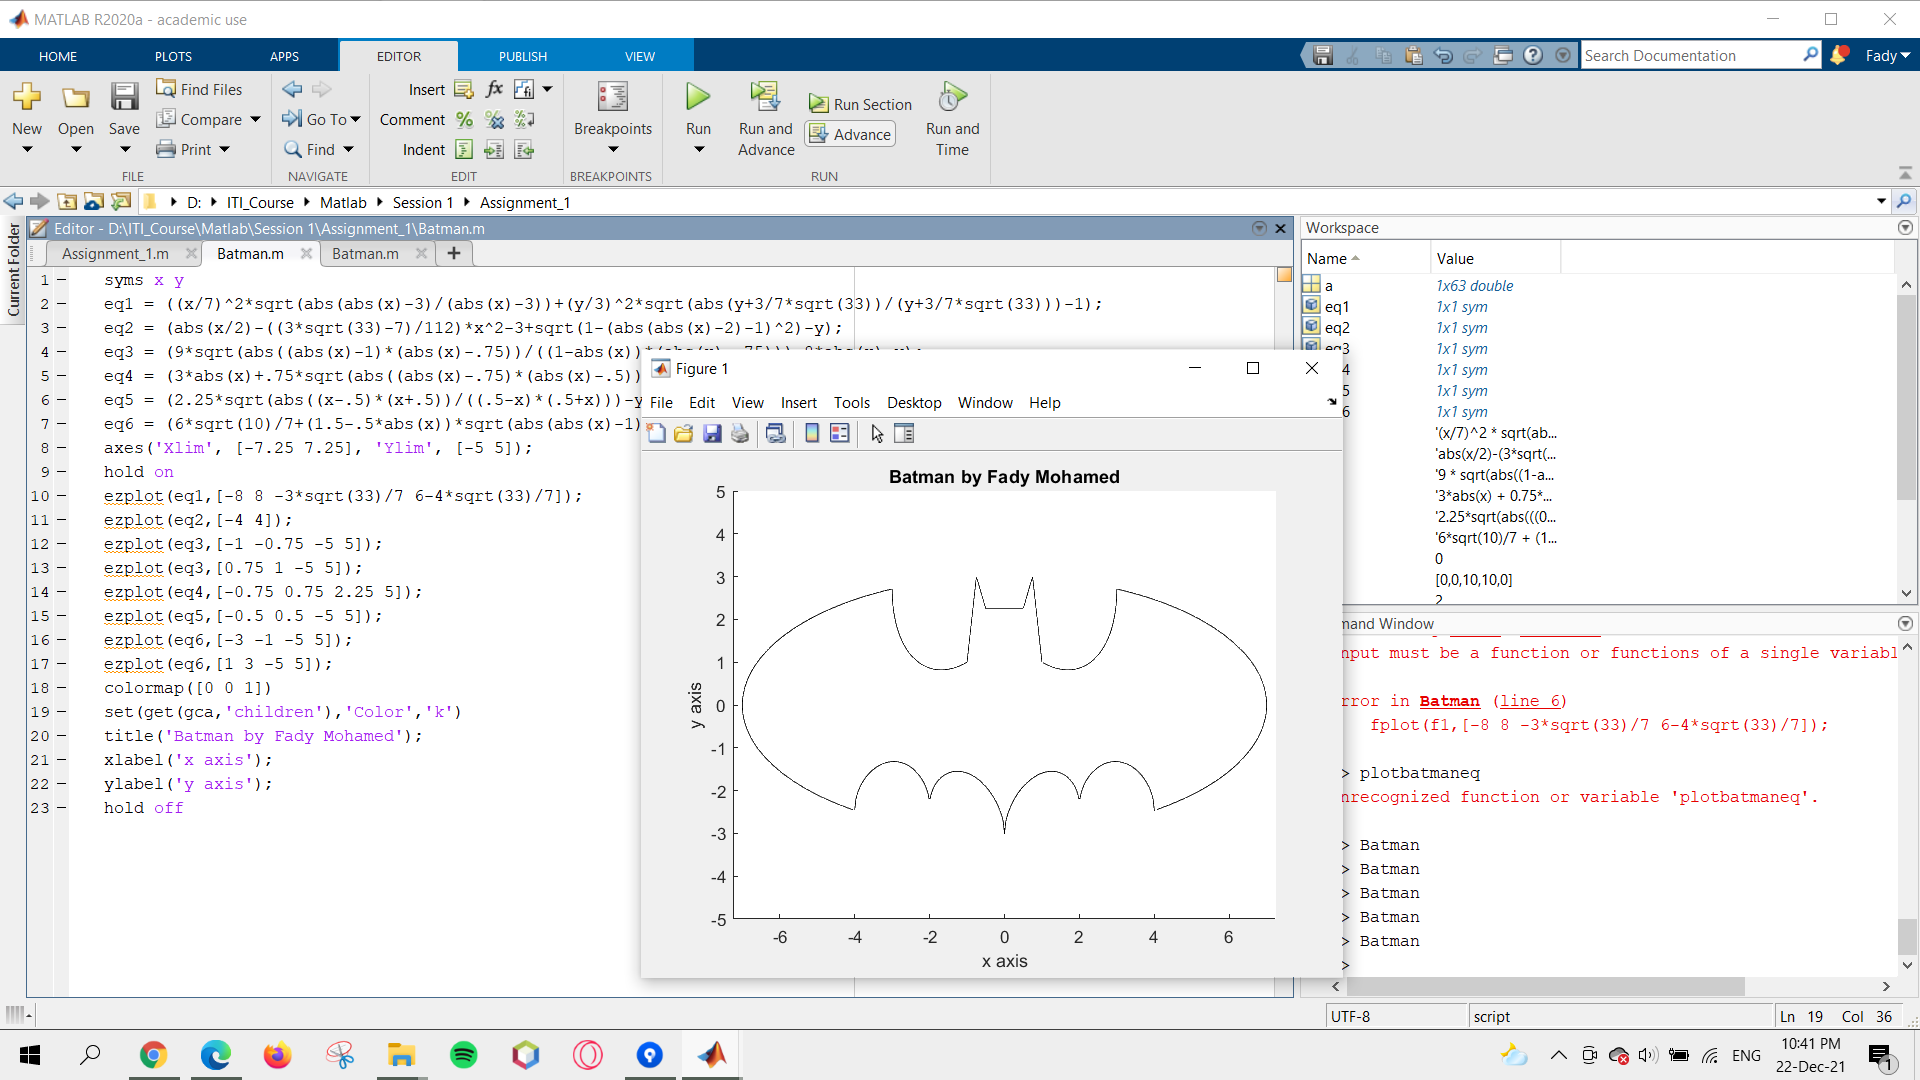 MATLAB R2020a - academic use
HOME PLOTS APPS EDITOR PUBLISH VIEW
Search Documentation
Fady
New
Open
Save
Find Files
Compare
Print
FILE
Go To
Find
NAVIGATE
Insert
Comment
Indent
EDIT
Breakpoints
BREAKPOINTS
Run
Run and Advance
Run Section
Advance
Run and Time
RUN
D: ITI_Course Matlab Session 1 Assignment_1
Current Folder
Editor - D:\ITI_Course\Matlab\Session 1\Assignment_1\Batman.m
Assignment_1.m Batman.m Batman.m
1 syms x y
2 eq1 = ((x/7)^2*sqrt(abs(abs(x)-3)/(abs(x)-3))+(y/3)^2*sqrt(abs(y+3/7*sqrt(33))/(y+3/7*sqrt(33)))-1);
3 eq2 = (abs(x/2)-((3*sqrt(33)-7)/112)*x^2-3+sqrt(1-(abs(abs(x)-2)-1)^2)-y);
4 eq3 = (9*sqrt(abs((abs(x)-1)*(abs(x)-.75))/((1-abs(x))*
5 eq4 = (3*abs(x)+.75*sqrt(abs((abs(x)-.75)*(abs(x)-.5))
6 eq5 = (2.25*sqrt(abs((x-.5)*(x+.5))/((.5-x)*(.5+x)))-y
7 eq6 = (6*sqrt(10)/7+(1.5-.5*abs(x))*sqrt(abs(abs(x)-1)
8 axes('Xlim', [-7.25 7.25], 'Ylim', [-5 5]);
9 hold on
10 ezplot(eq1,[-8 8 -3*sqrt(33)/7 6-4*sqrt(33)/7]);
11 ezplot(eq2,[-4 4]);
12 ezplot(eq3,[-1 -0.75 -5 5]);
13 ezplot(eq3,[0.75 1 -5 5]);
14 ezplot(eq4,[-0.75 0.75 2.25 5]);
15 ezplot(eq5,[-0.5 0.5 -5 5]);
16 ezplot(eq6,[-3 -1 -5 5]);
17 ezplot(eq6,[1 3 -5 5]);
18 colormap([0 0 1])
19 set(get(gca,'children'),'Color','k')
20 title('Batman by Fady Mohamed');
21 xlabel('x axis');
22 ylabel('y axis');
23 hold off
Figure 1
File Edit View Insert Tools Desktop Window Help
Batman by Fady Mohamed
5
4
3
2
1
0
-1
-2
-3
-4
-5
y axis
-6 -4 -2 0 2 4 6
x axis
Workspace
Name Value
a 1x63 double
eq1 1x1 sym
eq2 1x1 sym
eq3 1x1 sym
4 1x1 sym
5 1x1 sym
6 1x1 sym
'(x/7)^2 * sqrt(ab...
'abs(x/2)-(3*sqrt(...
'9 * sqrt(abs((1-a...
'3*abs(x) + 0.75*...
'2.25*sqrt(abs(((0...
'6*sqrt(10)/7 + (1...
0
[0,0,10,10,0]
2
mand Window
nput must be a function or functions of a single variabl
rror in Batman (line 6)
fplot(f1,[-8 8 -3*sqrt(33)/7 6-4*sqrt(33)/7]);
> plotbatmaneq
nrecognized function or variable 'plotbatmaneq'.
> Batman
> Batman
> Batman
> Batman
> Batman
>
UTF-8 script Ln 19 Col 36
ENG
10:41 PM
22-Dec-21
1